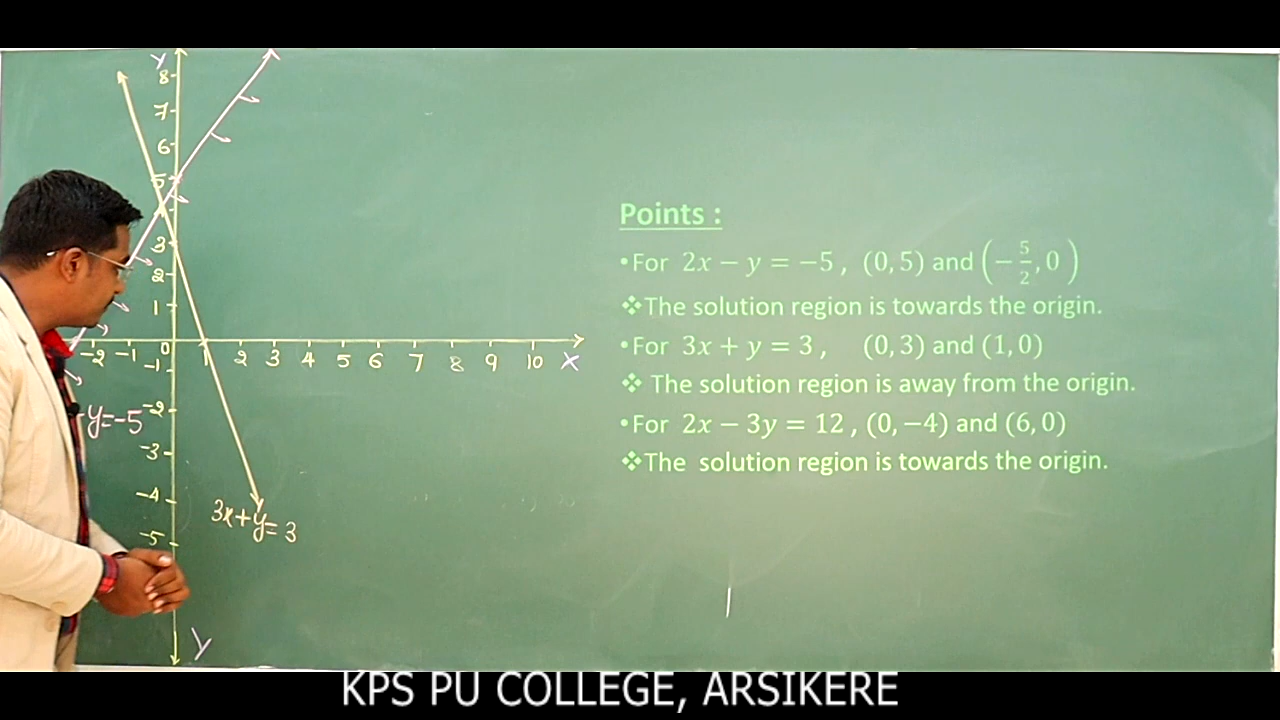 Points :
•For 2x − y = −5 , (0, 5) and (−5/2, 0 )
❖The solution region is towards the origin.
•For 3x + y = 3 , (0, 3) and (1, 0)
❖ The solution region is away from the origin.
•For 2x − 3y = 12 , (0, −4) and (6, 0)
❖The solution region is towards the origin.
Y
8
7
6
5
3
2
1
-2 -1 0 1 2 3 4 5 6 7 8 9 10 X
-1
-2
-y=-5
-3
-4
3x+y=3
-5
Y
KPS PU COLLEGE, ARSIKERE